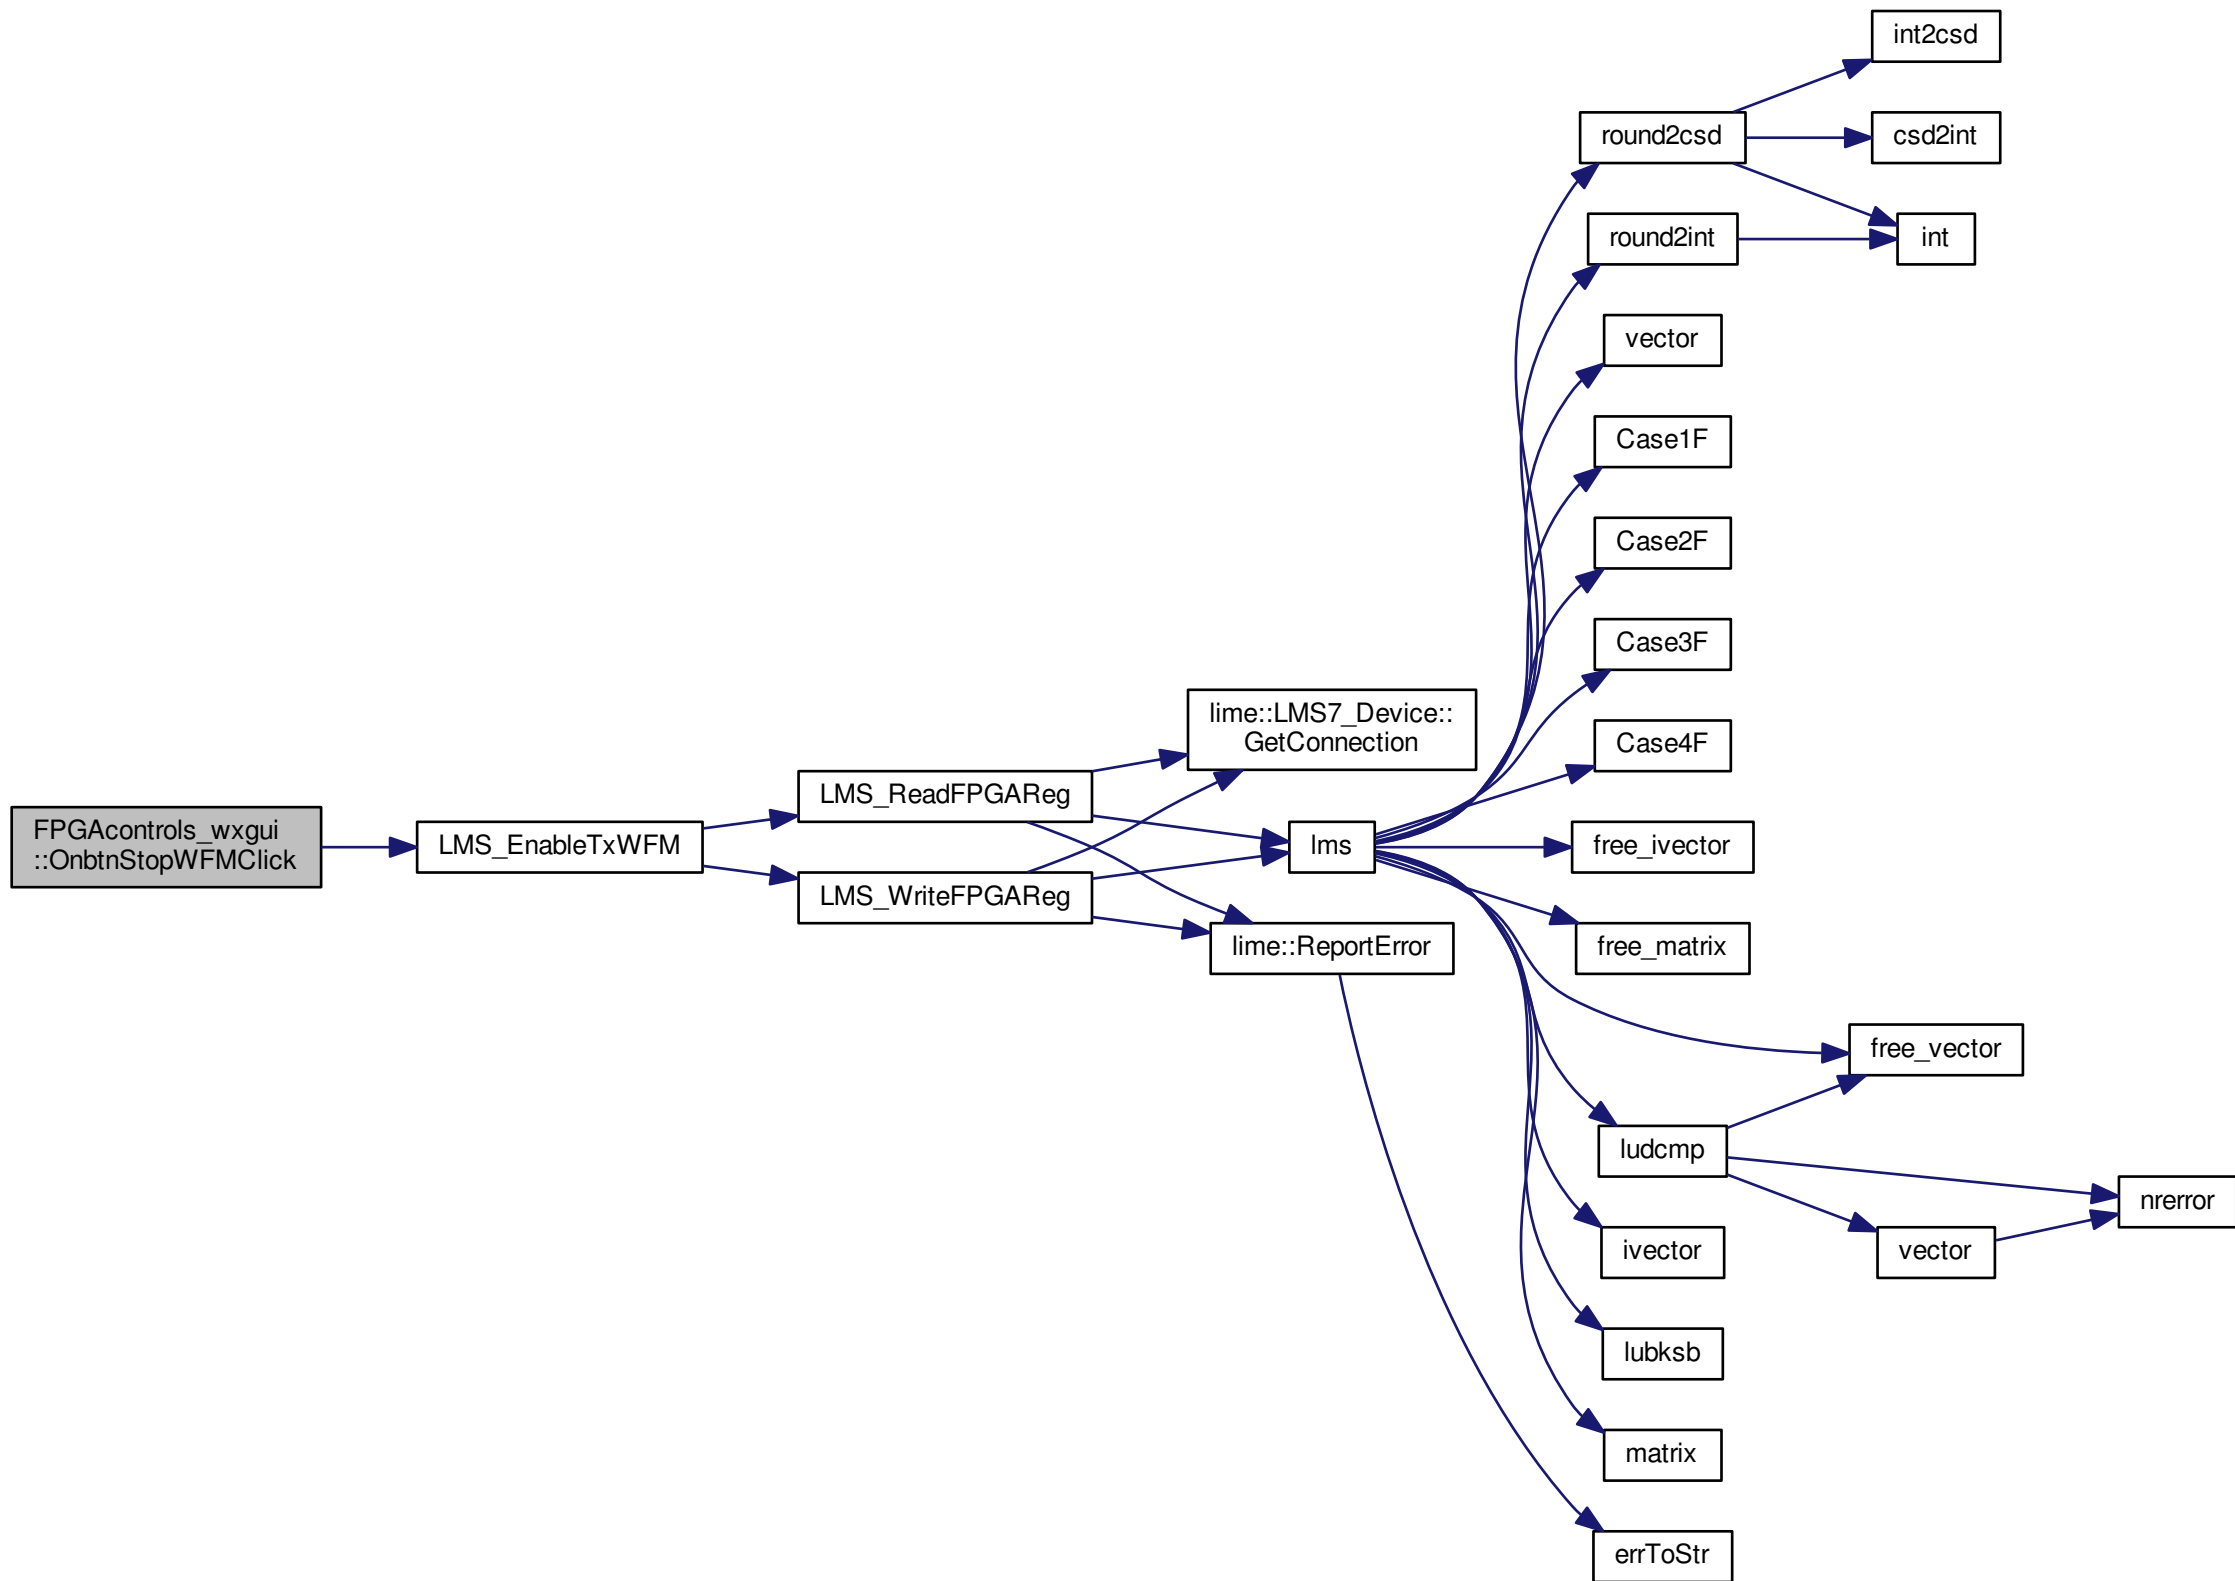 FPGAcontrols_wxgui
::OnbtnStopWFMClick
LMS_EnableTxWFM
LMS_ReadFPGAReg
LMS_WriteFPGAReg
lime::LMS7_Device::
GetConnection
lms
lime::ReportError
round2csd
int2csd
csd2int
int
round2int
vector
Case1F
Case2F
Case3F
Case4F
free_ivector
free_matrix
free_vector
ludcmp
nrerror
vector
ivector
lubksb
matrix
errToStr